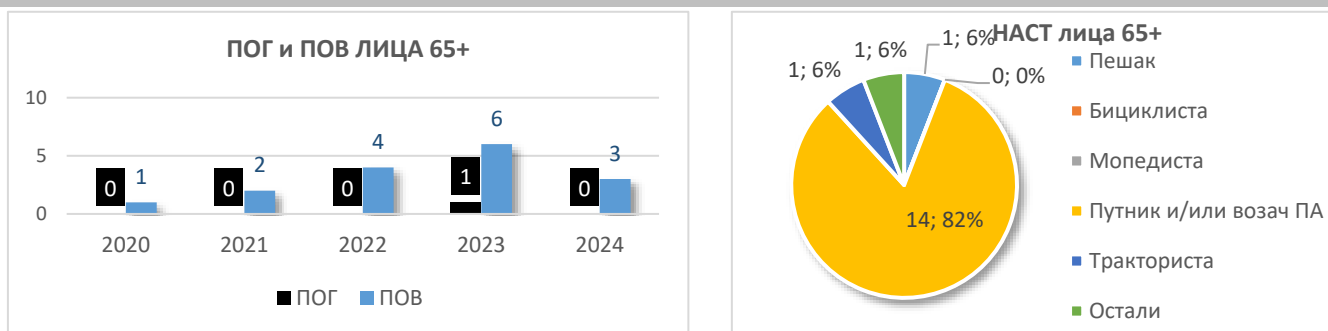 ПОГ и ПОВ ЛИЦА 65+
10
5
0
0 1
0 2
0 4
1 6
0 3
2020 2021 2022 2023 2024
ПОГ ПОВ
НАСТ лица 65+
1; 6%
0; 0%
14; 82%
1; 6%
1; 6%
Пешак
Бициклиста
Мопедиста
Путник и/или возач ПА
Тракториста
Остали